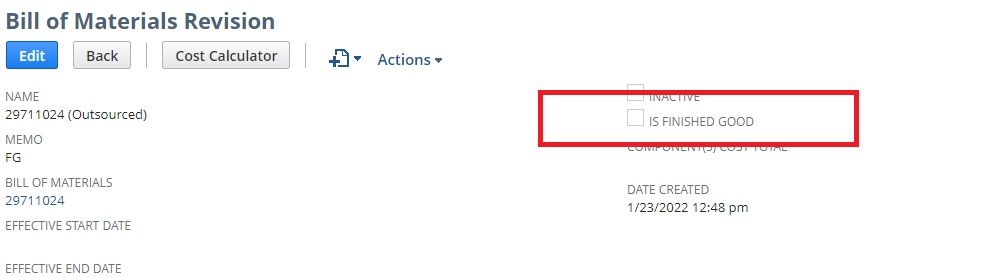 Bill of Materials Revision
Edit Back Cost Calculator Actions
NAME
29711024 (Outsourced)
MEMO
FG
BILL OF MATERIALS
29711024
EFFECTIVE START DATE
EFFECTIVE END DATE
INACTIVE
IS FINISHED GOOD
COMPONENT(S) COST TOTAL
DATE CREATED
1/23/2022 12:48 pm